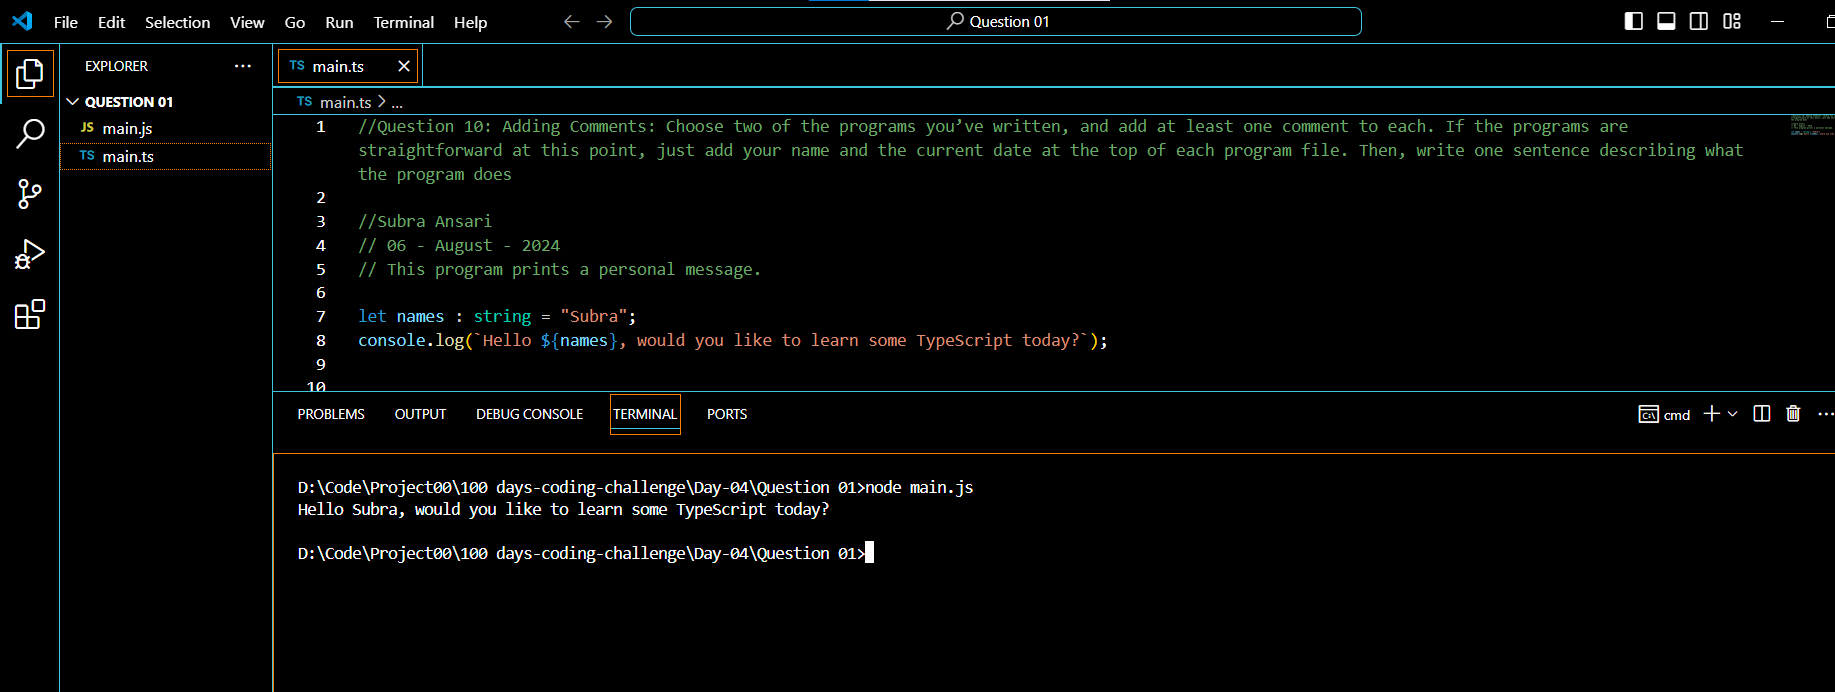 File Edit Selection View Go Run Terminal Help
Question 01
EXPLORER
QUESTION 01
JS main.js
TS main.ts
TS main.ts
TS main.ts > ...
1 //Question 10: Adding Comments: Choose two of the programs you’ve written, and add at least one comment to each. If the programs are
straightforward at this point, just add your name and the current date at the top of each program file. Then, write one sentence describing what
the program does
2
3 //Subra Ansari
4 // 06 - August - 2024
5 // This program prints a personal message.
6
7 let names : string = "Subra";
8 console.log(`Hello ${names}, would you like to learn some TypeScript today?`);
9
10
PROBLEMS OUTPUT DEBUG CONSOLE TERMINAL PORTS
cmd
D:\Code\Project00\100 days-coding-challenge\Day-04\Question 01>node main.js
Hello Subra, would you like to learn some TypeScript today?
D:\Code\Project00\100 days-coding-challenge\Day-04\Question 01>